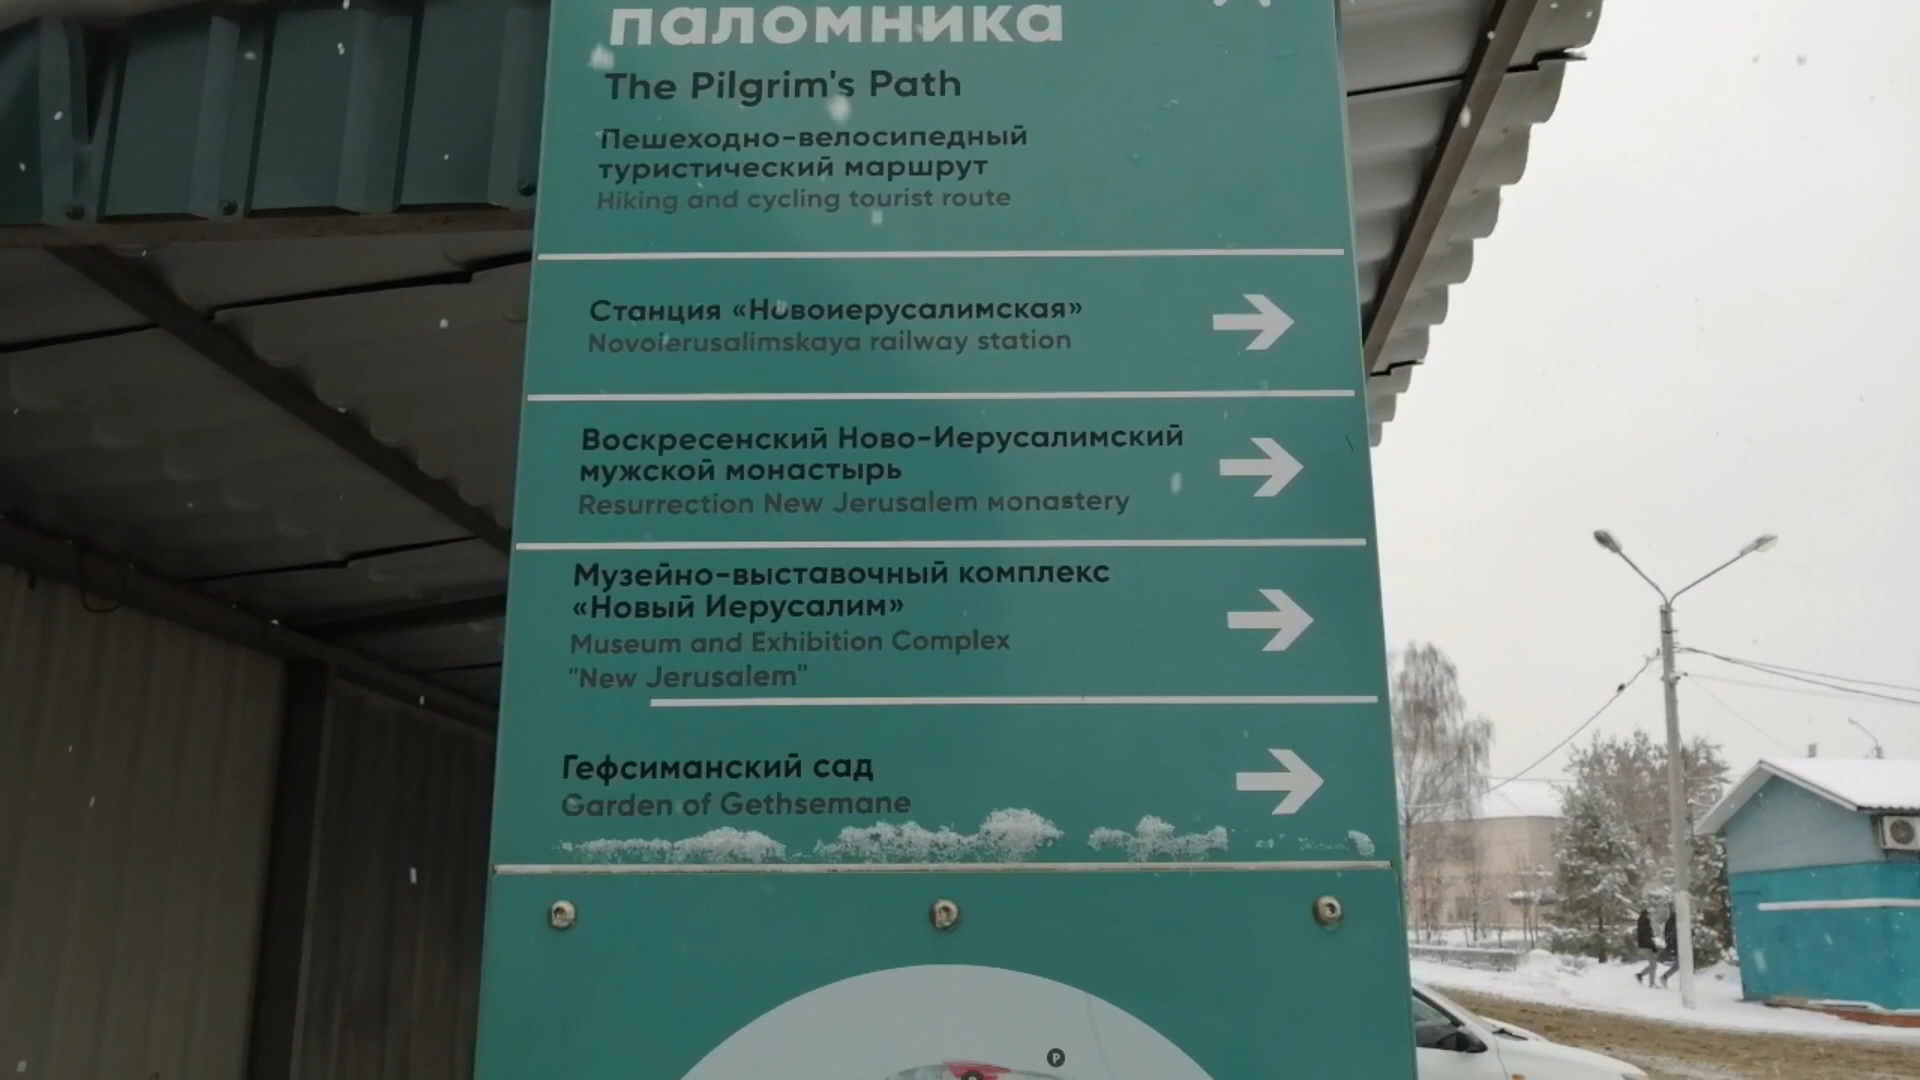 паломника
The Pilgrim's Path
Пешеходно-велосипедный
туристический маршрут
Hiking and cycling tourist route
Станция «Новоиерусалимская»
Novoierusalimskaya railway station
Воскресенский Ново-Иерусалимский
мужской монастырь
Resurrection New Jerusalem monastery
Музейно-выставочный комплекс
«Новый Иерусалим»
Museum and Exhibition Complex
"New Jerusalem"
Гефсиманский сад
Garden of Gethsemane
P